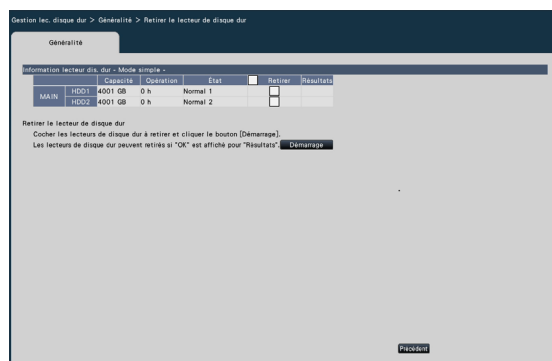 Gestion lec. disque dur > Généralité > Retirer le lecteur de disque dur
Généralité
Information lecteur dis. dur - Mode simple -
Capacité Opération État Retirer Résultats
MAIN HDD1 4001 GB 0 h Normal 1
HDD2 4001 GB 0 h Normal 2
Retirer le lecteur de disque dur
Cocher les lecteurs de disque dur à retirer et cliquer le bouton [Démarrage].
Les lecteurs de disque dur peuvent retirés si "OK" est affiché pour "Résultats". Démarrage
Précédent